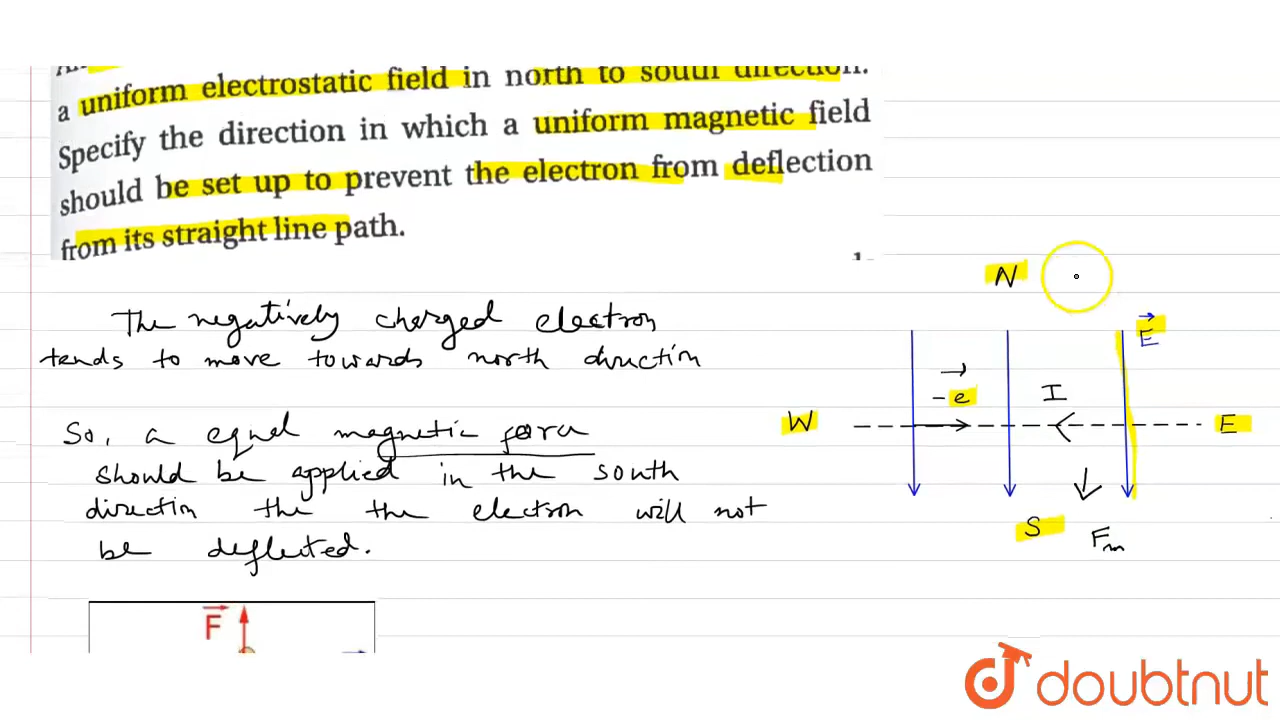 a uniform electrostatic field in north to south direction.
Specify the direction in which a uniform magnetic field
should be set up to prevent the electron from deflection
from its straight line path.
The negatively charged electron
tends to move towards north direction
So, a equal magnetic force
should be applied in the south
direction the the electron will not
be deflected.
N
E
-e
I
W
E
S
Fm
F
doubtnut